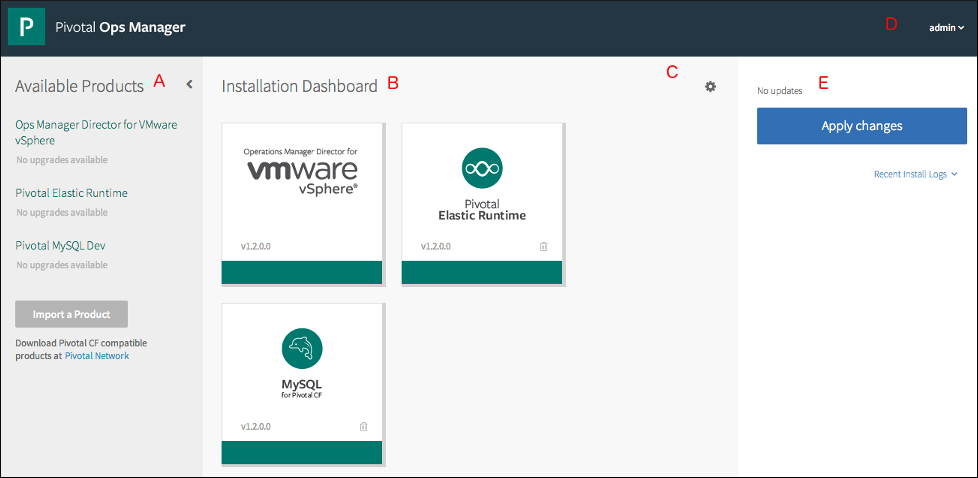 P Pivotal Ops Manager
D
admin
Available Products A
Ops Manager Director for VMware
vSphere
No upgrades available
Pivotal Elastic Runtime
No upgrades available
Pivotal MySQL Dev
No upgrades available
Import a Product
Download Pivotal CF compatible
products at Pivotal Network
Installation Dashboard B
C
Operations Manager Director for
vmware
vSphere®
v1.2.0.0
Pivotal
Elastic Runtime
v1.2.0.0
MySQL
for Pivotal CF
v1.2.0.0
E
No updates
Apply changes
Recent Install Logs